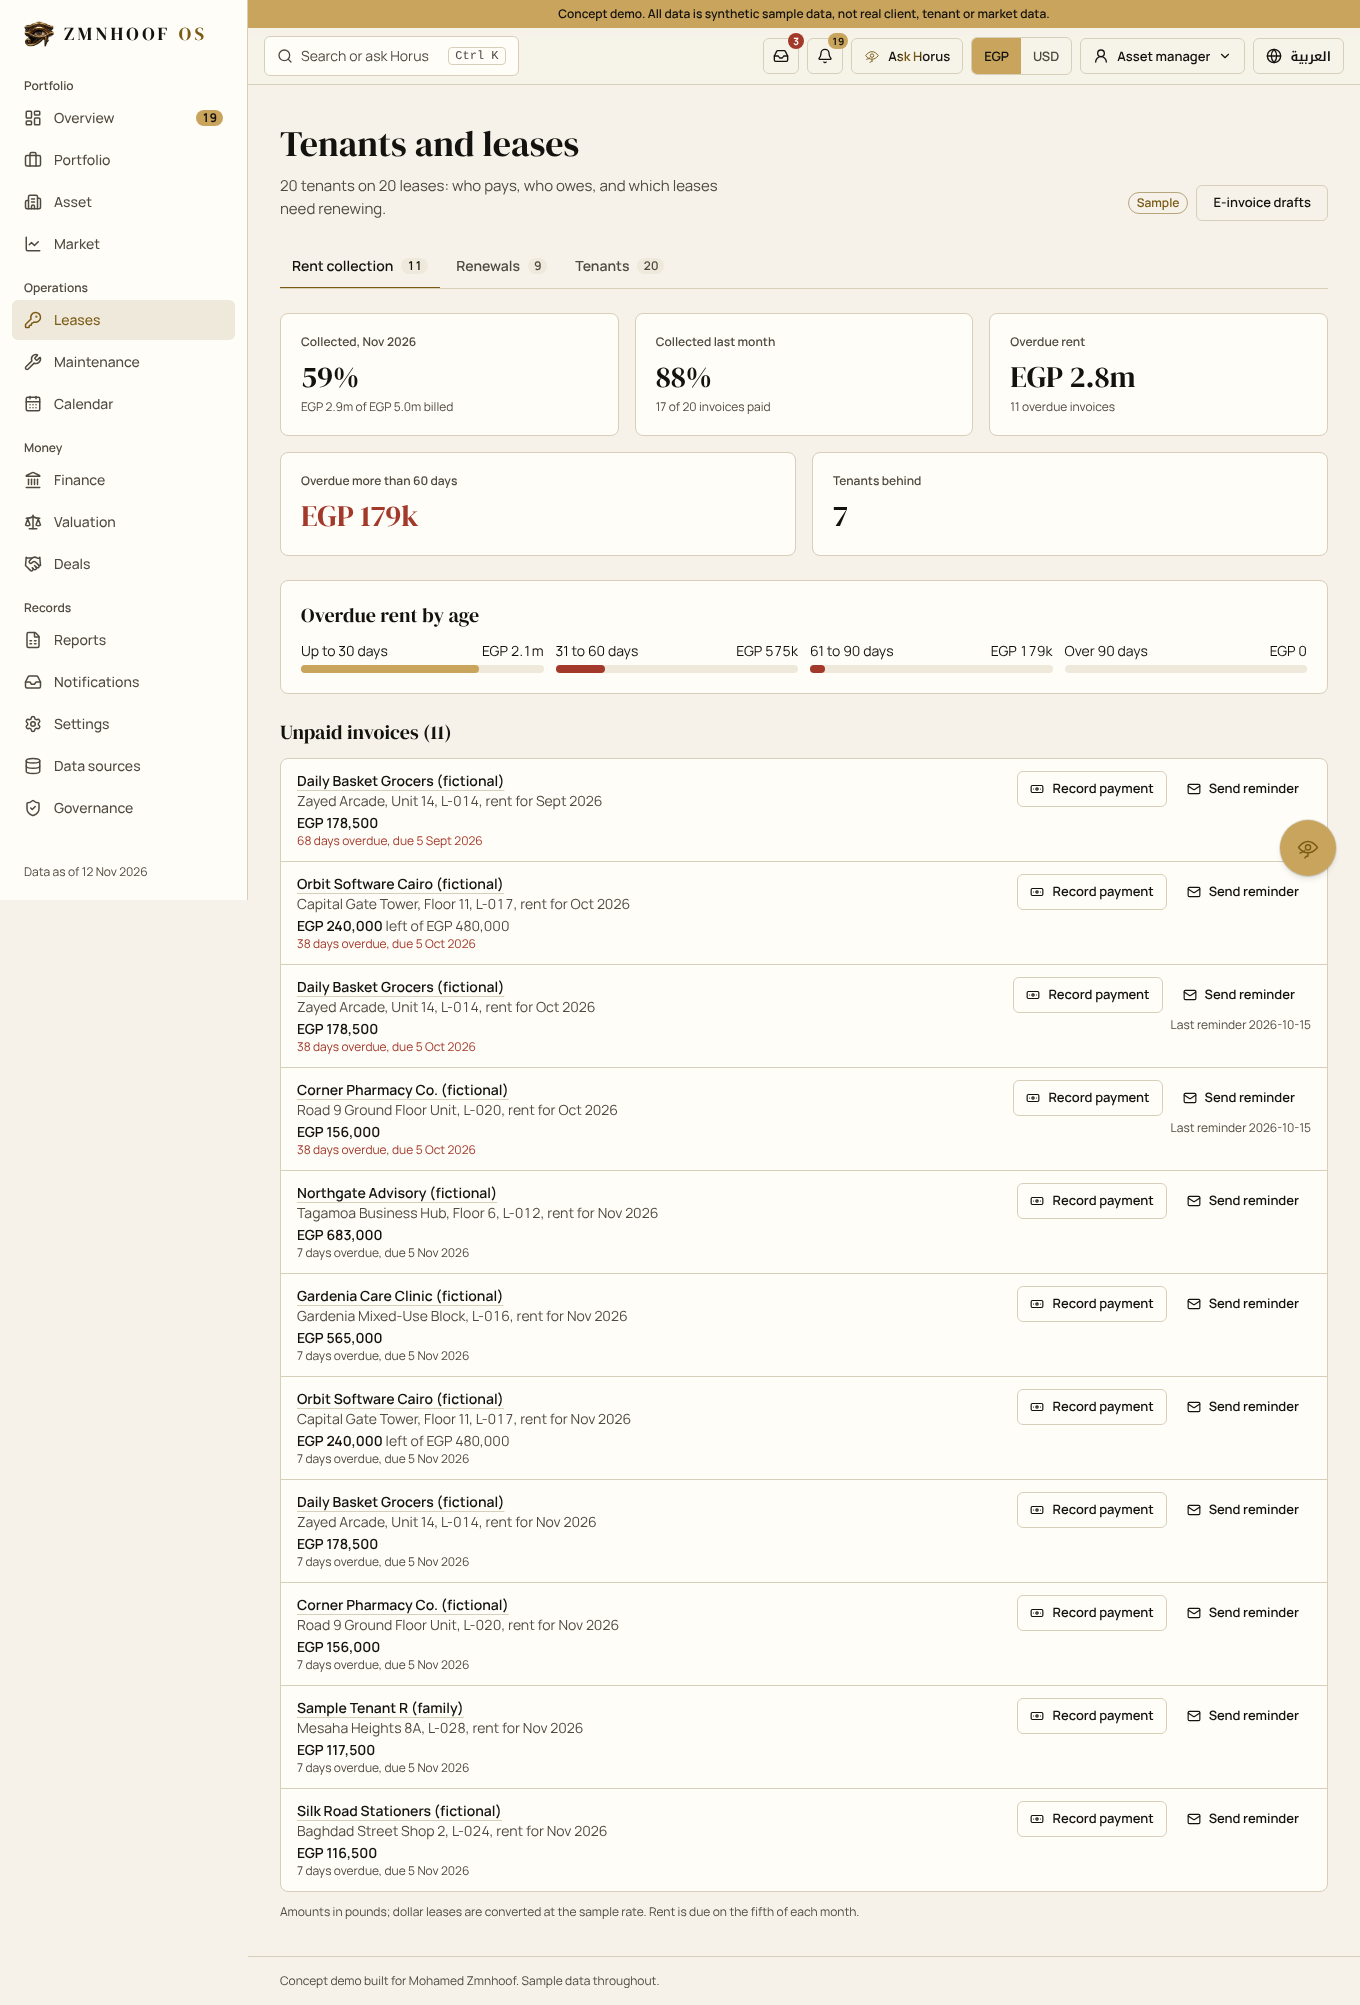 Concept demo. All data is synthetic sample data, not real client, tenant or market data.
ZMNHOOF OS
Search or ask Horus
Ctrl K
3
19
Ask Horus
EGP
USD
Asset manager
العربية
Portfolio
Overview
19
Portfolio
Asset
Market
Operations
Leases
Maintenance
Calendar
Money
Finance
Valuation
Deals
Records
Reports
Notifications
Settings
Data sources
Governance
Data as of 12 Nov 2026
Tenants and leases
20 tenants on 20 leases: who pays, who owes, and which leases
need renewing.
Sample
E-invoice drafts
Rent collection 11
Renewals 9
Tenants 20
Collected, Nov 2026
59%
EGP 2.9m of EGP 5.0m billed
Collected last month
88%
17 of 20 invoices paid
Overdue rent
EGP 2.8m
11 overdue invoices
Overdue more than 60 days
EGP 179k
Tenants behind
7
Overdue rent by age
Up to 30 days EGP 2.1m
31 to 60 days EGP 575k
61 to 90 days EGP 179k
Over 90 days EGP 0
Unpaid invoices (11)
Daily Basket Grocers (fictional)
Zayed Arcade, Unit 14, L-014, rent for Sept 2026
EGP 178,500
68 days overdue, due 5 Sept 2026
Record payment
Send reminder
Orbit Software Cairo (fictional)
Capital Gate Tower, Floor 11, L-017, rent for Oct 2026
EGP 240,000 left of EGP 480,000
38 days overdue, due 5 Oct 2026
Record payment
Send reminder
Daily Basket Grocers (fictional)
Zayed Arcade, Unit 14, L-014, rent for Oct 2026
EGP 178,500
38 days overdue, due 5 Oct 2026
Record payment
Send reminder
Last reminder 2026-10-15
Corner Pharmacy Co. (fictional)
Road 9 Ground Floor Unit, L-020, rent for Oct 2026
EGP 156,000
38 days overdue, due 5 Oct 2026
Record payment
Send reminder
Last reminder 2026-10-15
Northgate Advisory (fictional)
Tagamoa Business Hub, Floor 6, L-012, rent for Nov 2026
EGP 683,000
7 days overdue, due 5 Nov 2026
Record payment
Send reminder
Gardenia Care Clinic (fictional)
Gardenia Mixed-Use Block, L-016, rent for Nov 2026
EGP 565,000
7 days overdue, due 5 Nov 2026
Record payment
Send reminder
Orbit Software Cairo (fictional)
Capital Gate Tower, Floor 11, L-017, rent for Nov 2026
EGP 240,000 left of EGP 480,000
7 days overdue, due 5 Nov 2026
Record payment
Send reminder
Daily Basket Grocers (fictional)
Zayed Arcade, Unit 14, L-014, rent for Nov 2026
EGP 178,500
7 days overdue, due 5 Nov 2026
Record payment
Send reminder
Corner Pharmacy Co. (fictional)
Road 9 Ground Floor Unit, L-020, rent for Nov 2026
EGP 156,000
7 days overdue, due 5 Nov 2026
Record payment
Send reminder
Sample Tenant R (family)
Mesaha Heights 8A, L-028, rent for Nov 2026
EGP 117,500
7 days overdue, due 5 Nov 2026
Record payment
Send reminder
Silk Road Stationers (fictional)
Baghdad Street Shop 2, L-024, rent for Nov 2026
EGP 116,500
7 days overdue, due 5 Nov 2026
Record payment
Send reminder
Amounts in pounds; dollar leases are converted at the sample rate. Rent is due on the fifth of each month.
Concept demo built for Mohamed Zmnhoof. Sample data throughout.